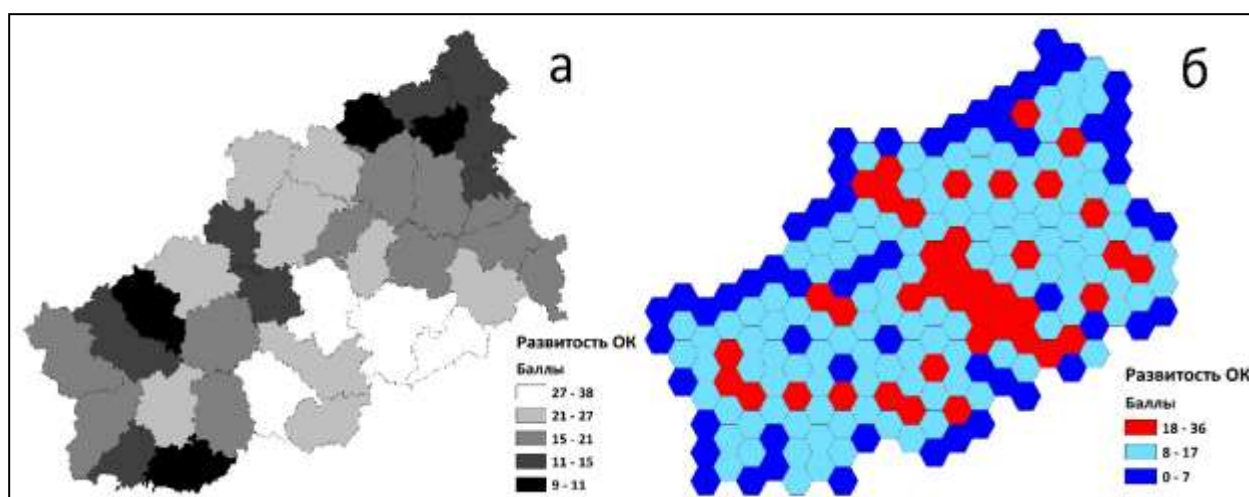 а
Развитость ОК
Баллы
27 - 38
21 - 27
15 - 21
11 - 15
9 - 11
б
Развитость ОК
Баллы
18 - 36
8 - 17
0 - 7